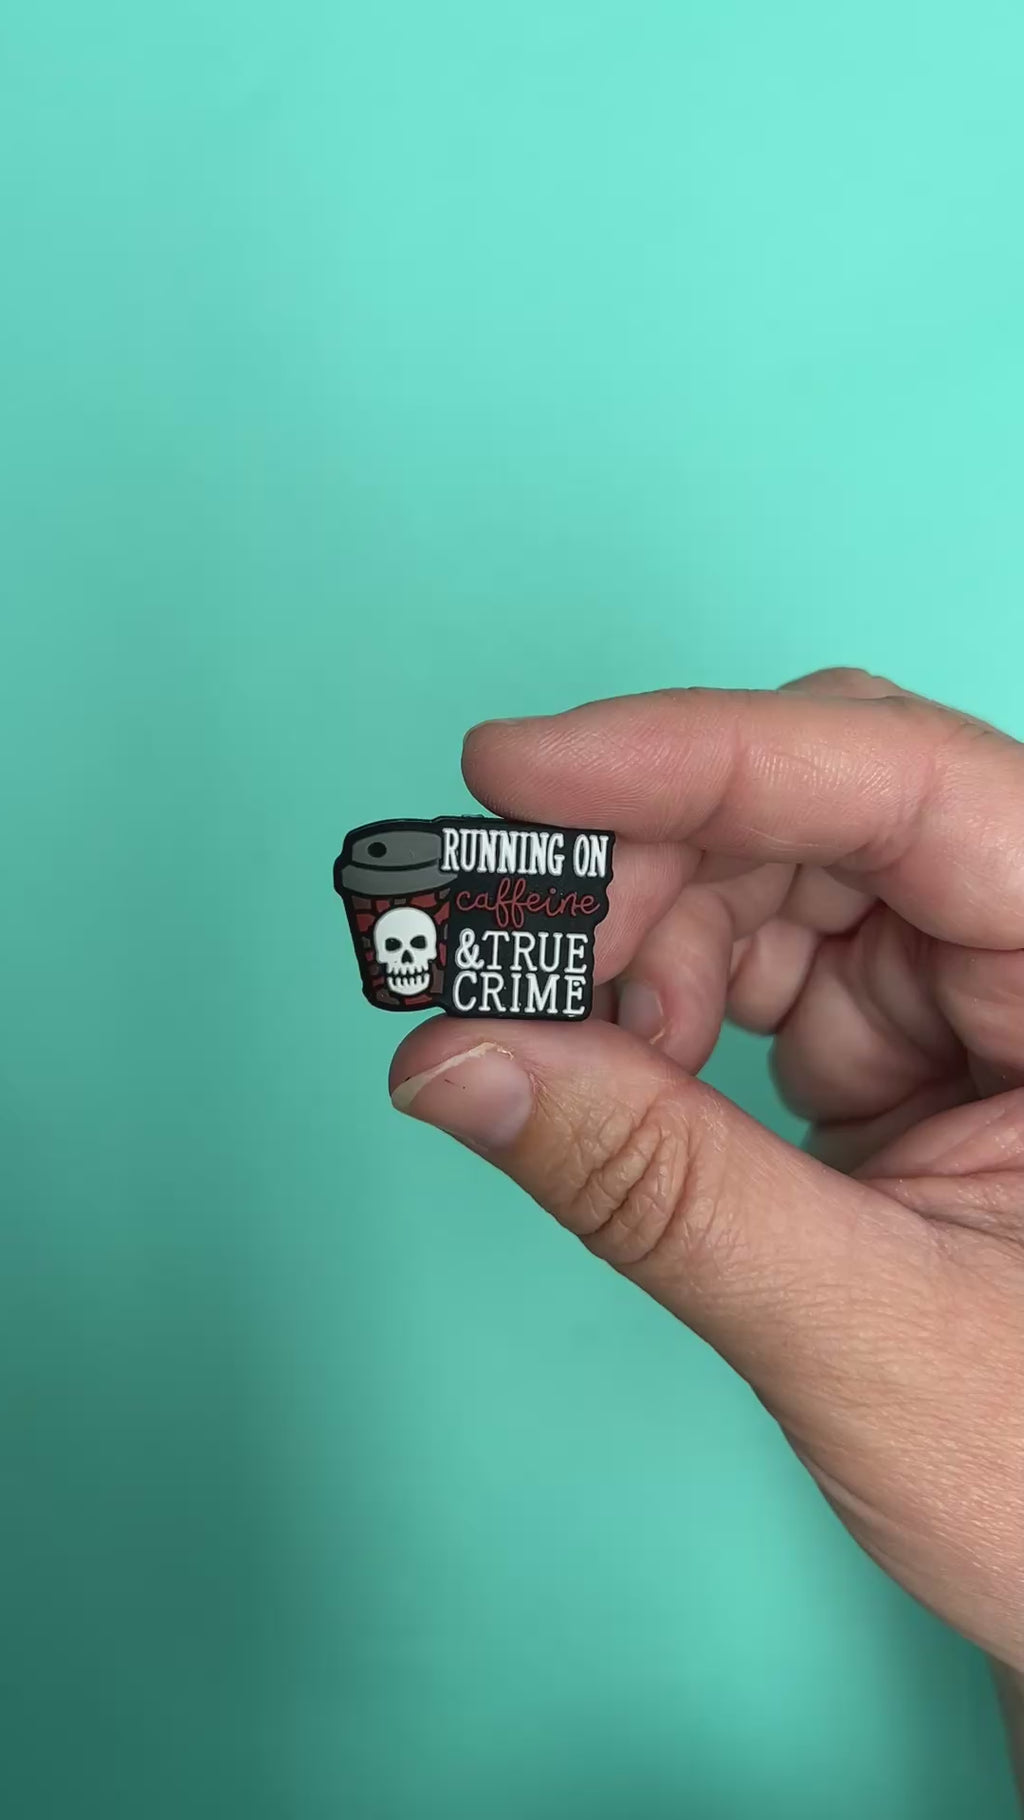 RUNNING ON
caffeine
&TRUE
CRIME